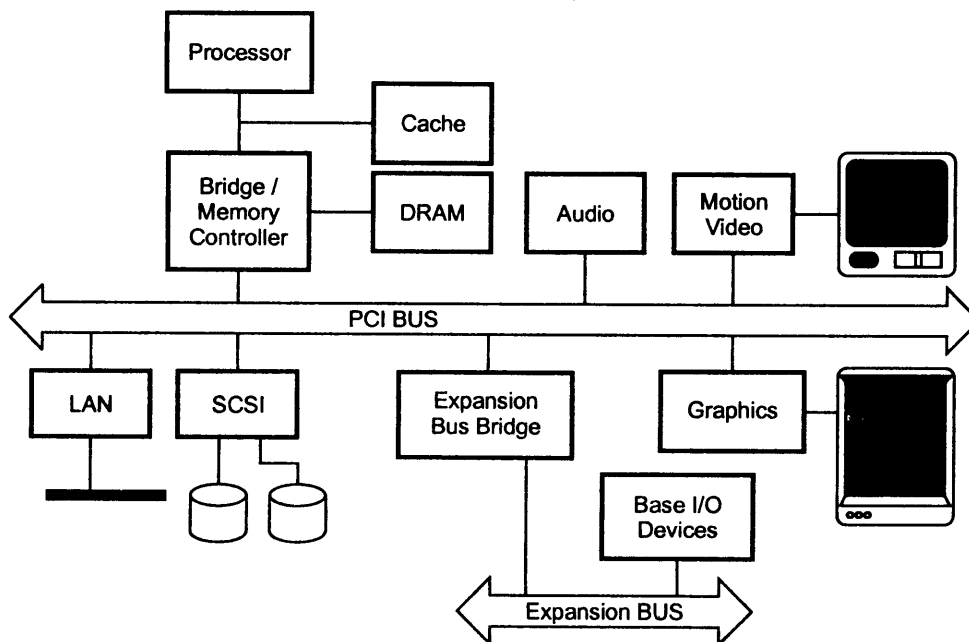 Processor
Cache
Bridge /
Memory
Controller
DRAM
Audio
Motion
Video
PCI BUS
LAN
SCSI
Expansion
Bus Bridge
Graphics
Base I/O
Devices
Expansion BUS